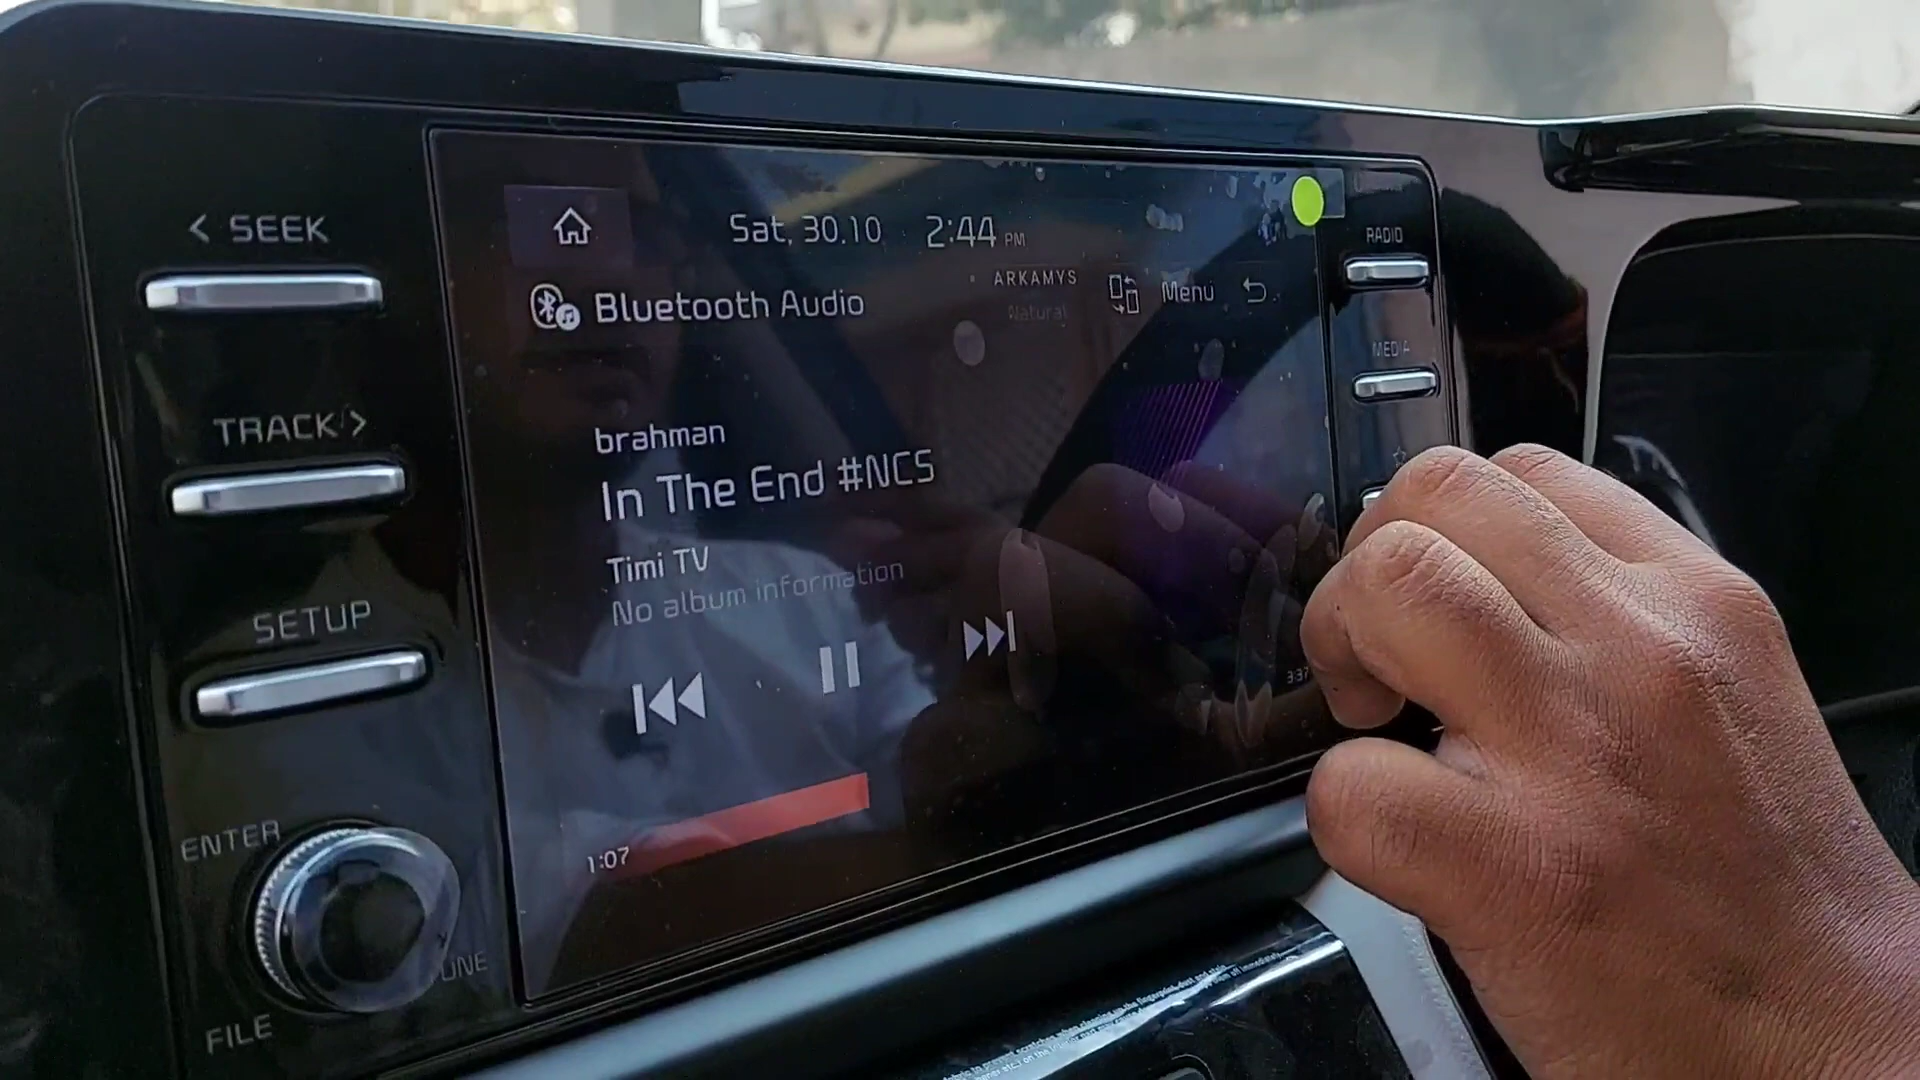 < SEEK
TRACK >
SETUP
ENTER
FILE
Sat, 30.10 2:44 PM
Bluetooth Audio
ARKAMYS
Natural
Menu
brahman
In The End #NCS
Timi TV
No album information
1:07
3:37
RADIO
MEDIA